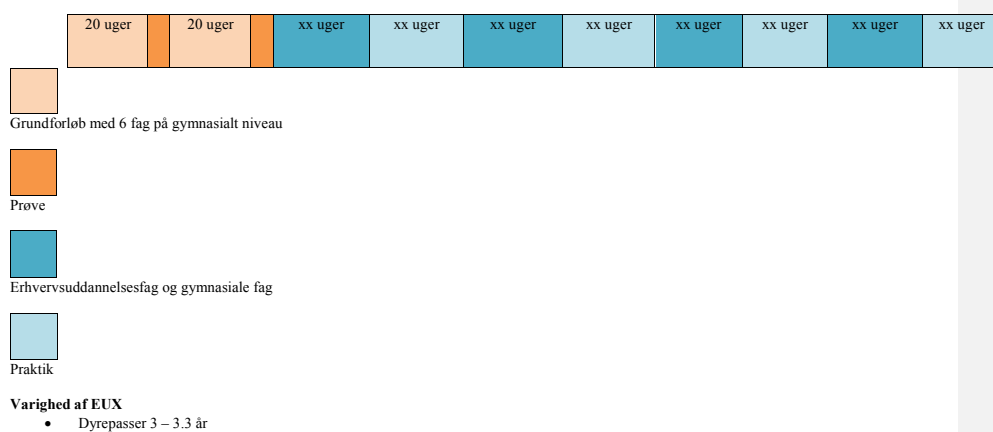 20 uger 20 uger xx uger xx uger xx uger xx uger xx uger xx uger xx uger xx uger
Grundforløb med 6 fag på gymnasialt niveau
Prøve
Erhvervsuddannelsesfag og gymnasiale fag
Praktik
Varighed af EUX
• Dyrepasser 3 – 3.3 år